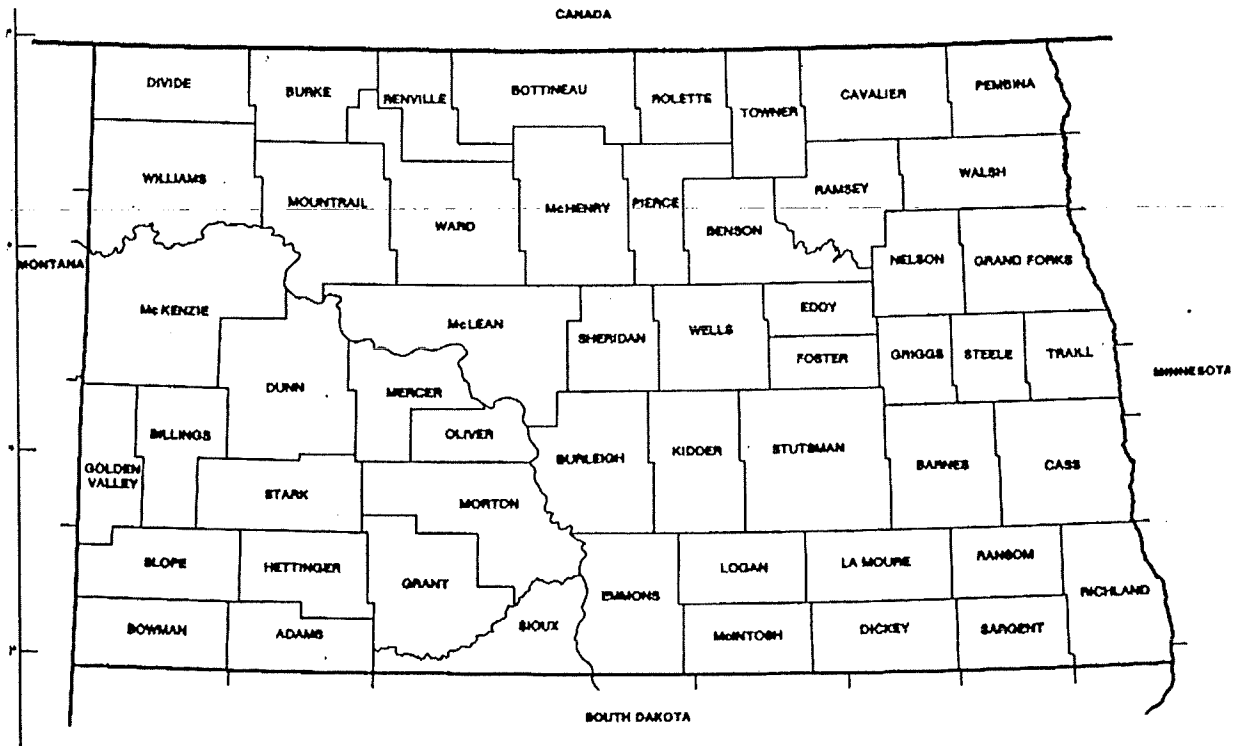 CANADA
DIVIDE
BURKE
RENVILLE
BOTTINEAU
ROLETTE
TOWNER
CAVALIER
PEMBINA
WILLIAMS
MOUNTRAIL
WARD
McHENRY
PIERCE
BENSON
RAMSEY
WALSH
MONTANA
McKENZIE
McLEAN
SHERIDAN
WELLS
EDDY
FOSTER
NELSON
GRAND FORKS
GRIGGS
STEELE
TRAILL
MINNESOTA
DUNN
MERCER
OLIVER
BILLINGS
GOLDEN
VALLEY
STARK
MORTON
BURLEIGH
KIDDER
STUTSMAN
BARNES
CASS
SLOPE
HETTINGER
GRANT
EMMONS
LOGAN
LA MOURE
RANSOM
RICHLAND
BOWMAN
ADAMS
SIOUX
McINTOSH
DICKEY
SARGENT
SOUTH DAKOTA